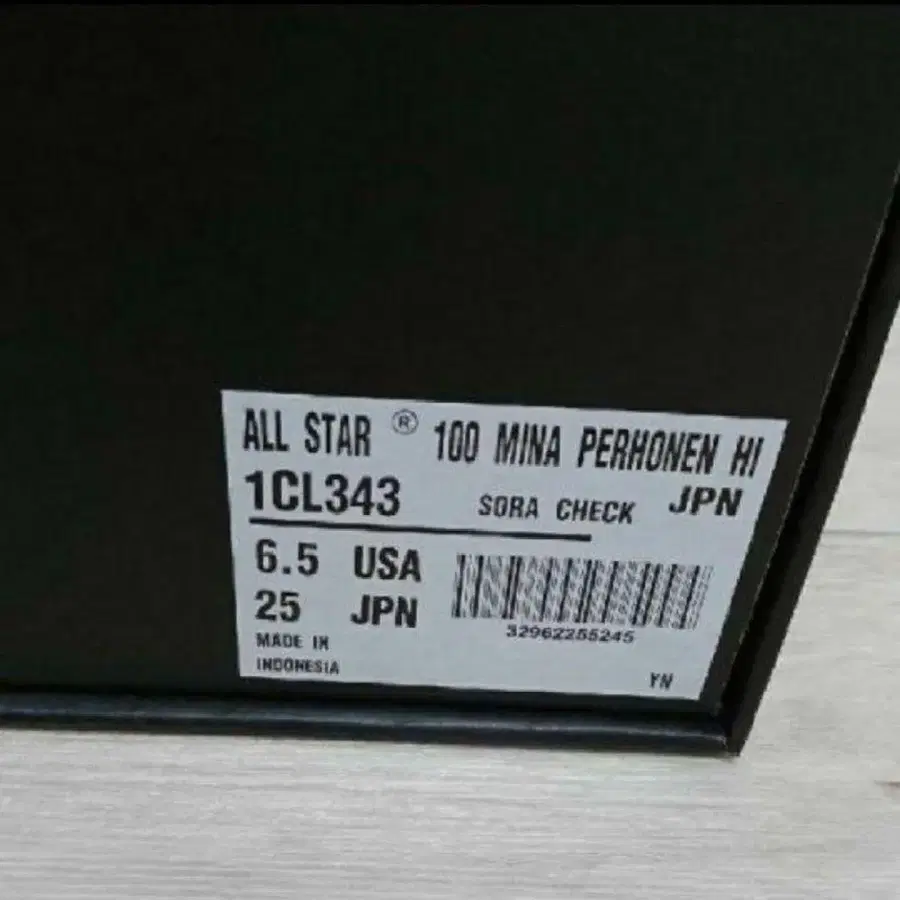 ALL STAR ® 100 MINA PERHONEN HI
1CL343 SORA CHECK JPN
6.5 USA
25 JPN
32962255245
MADE IN
INDONESIA
YN